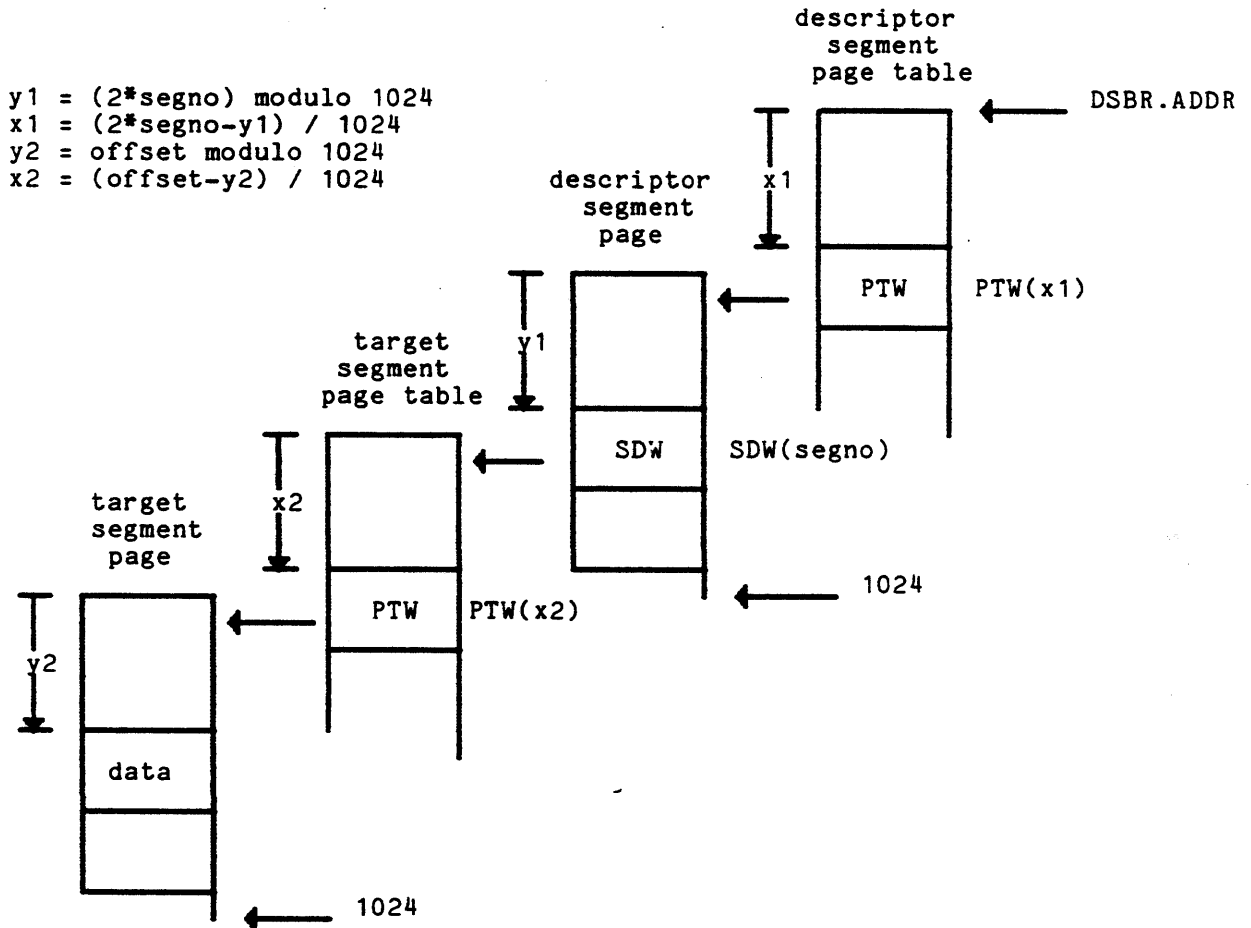 descriptor
segment
page table
DSBR.ADDR
y1 = (2*segno) modulo 1024
x1 = (2*segno-y1) / 1024
y2 = offset modulo 1024
x2 = (offset-y2) / 1024
descriptor
segment
page
x1
PTW
PTW(x1)
target
segment
page table
y1
SDW
SDW(segno)
target
segment
page
x2
1024
PTW
PTW(x2)
y2
data
1024